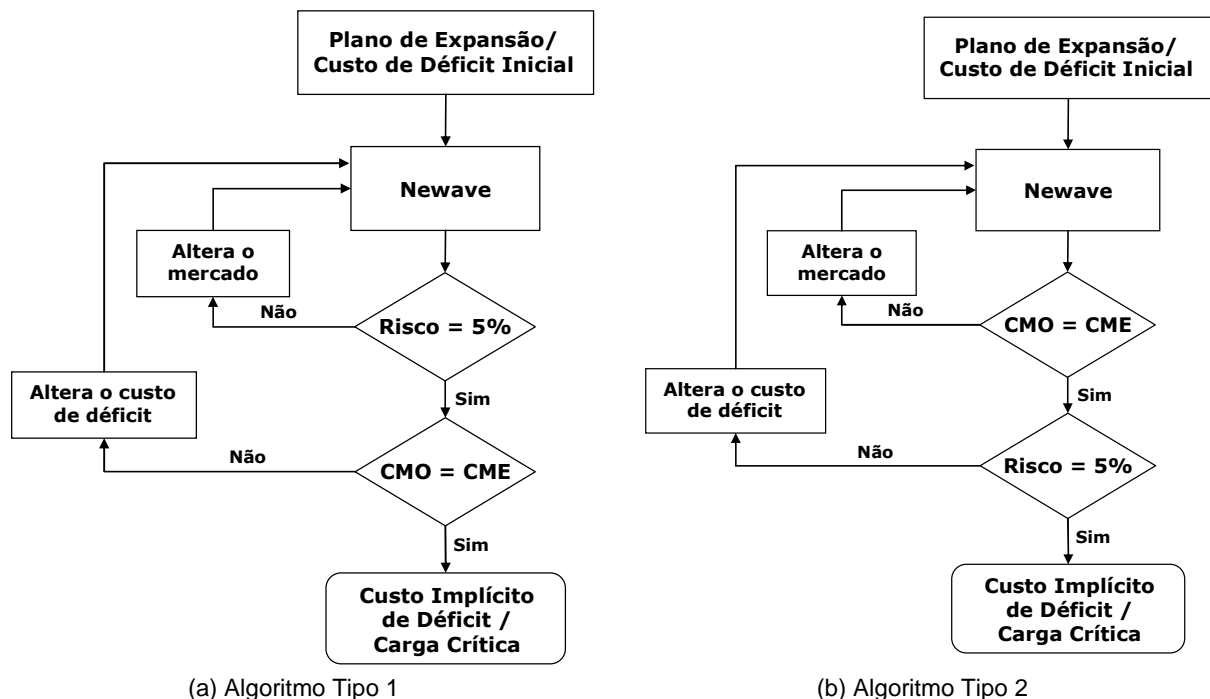 Plano de Expansão/
Custo de Déficit Inicial
Newave
Altera o
mercado
Não
Risco = 5%
Altera o custo
de déficit
Sim
Não
CMO = CME
Sim
Custo Implícito
de Déficit /
Carga Crítica
(a) Algoritmo Tipo 1
Plano de Expansão/
Custo de Déficit Inicial
Newave
Altera o
mercado
Não
CMO = CME
Altera o custo
de déficit
Sim
Não
Risco = 5%
Sim
Custo Implícito
de Déficit /
Carga Crítica
(b) Algoritmo Tipo 2